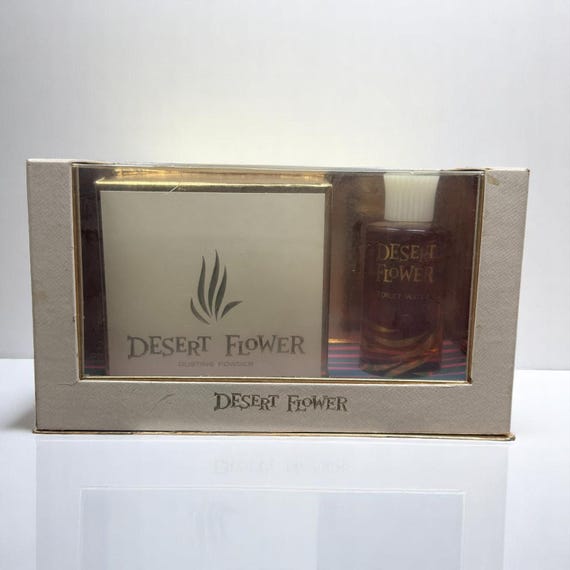 DESERT FLOWER
DUSTING POWDER
DESERT
FLOWER
TOILET WATER
DESERT FLOWER